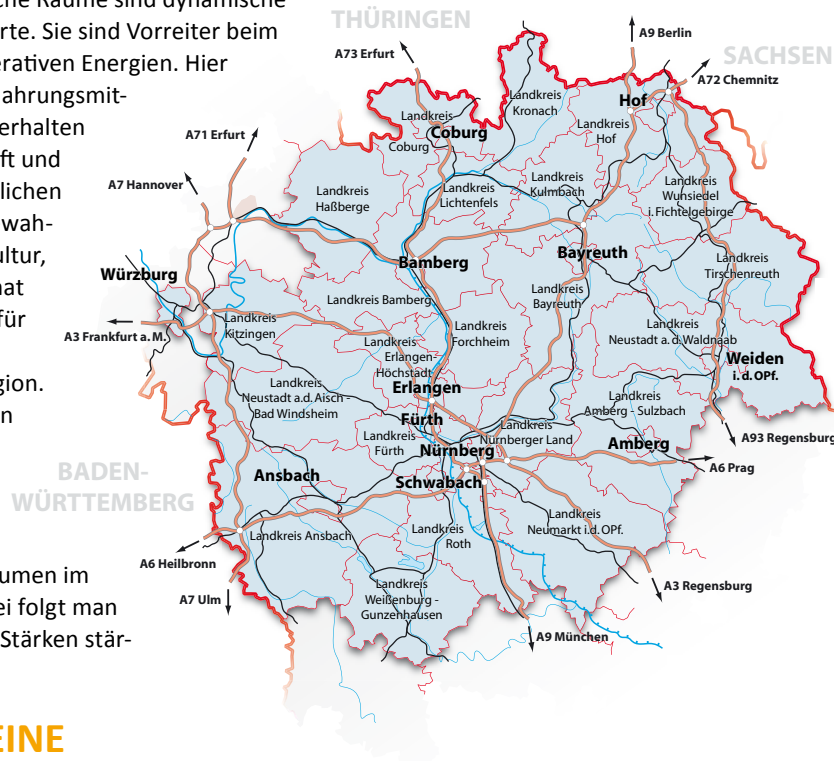 che Räume sind dynamische
rte. Sie sind Vorreiter beim
erativen Energien. Hier
ahrungsmit-
erhalten
ft und
lichen
wah-
ultur,
nat
für
gion.
en
umen im
ei folgt man
Stärken stär-
EINE
THÜRINGEN
SACHSEN
BADEN-
WÜRTTEMBERG
A9 Berlin
A73 Erfurt
A72 Chemnitz
A71 Erfurt
A7 Hannover
A3 Frankfurt a.M.
A6 Heilbronn
A7 Ulm
A9 München
A3 Regensburg
A6 Prag
A93 Regensburg
Landkreis
Kronach
Hof
Landkreis
Hof
Landkreis
Coburg
Coburg
Landkreis
Haßberge
Landkreis
Lichtenfels
Landkreis
Kulmbach
Landkreis
Wunsiedel
i. Fichtelgebirge
Würzburg
Bamberg
Bayreuth
Landkreis
Tirschenreuth
Landkreis Bamberg
Landkreis
Bayreuth
Landkreis
Kitzingen
Landkreis
Erlangen-
Höchstadt
Landkreis
Forchheim
Landkreis
Neustadt a. d. Waldnaab
Weiden
i. d. OPf.
Landkreis
Neustadt a.d. Aisch -
Bad Windsheim
Erlangen
Landkreis
Amberg - Sulzbach
Fürth
Landkreis
Fürth
Landkreis
Nürnberger Land
Nürnberg
Amberg
Ansbach
Schwabach
Landkreis Ansbach
Landkreis
Roth
Landkreis
Neumarkt i.d. OPf.
Landkreis
Weißenburg -
Gunzenhausen